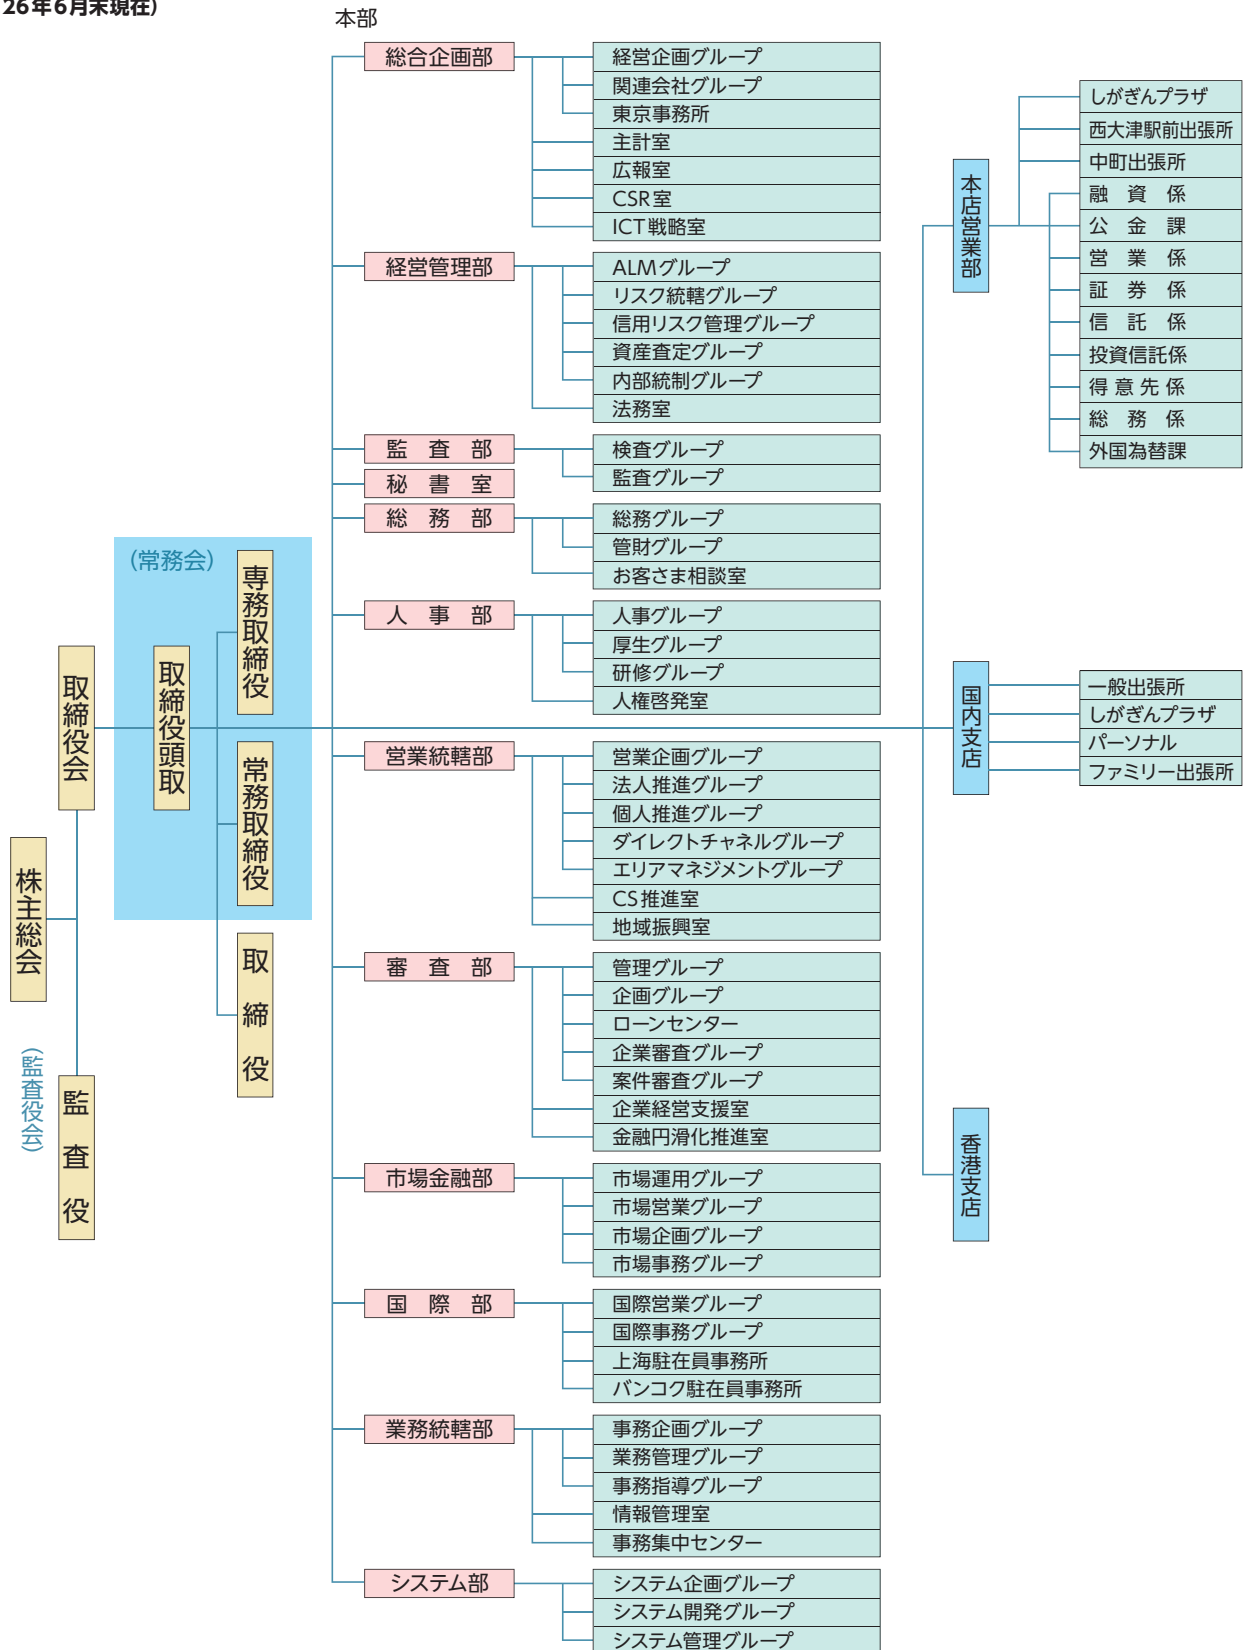 26年6月末現在)
本部
総合企画部
経営企画グループ
関連会社グループ
東京事務所
主計室
広報室
CSR室
ICT戦略室
経営管理部
ALMグループ
リスク統轄グループ
信用リスク管理グループ
資産査定グループ
内部統制グループ
法務室
監査部
検査グループ
監査グループ
秘書室
総務部
総務グループ
管財グループ
お客さま相談室
人事部
人事グループ
厚生グループ
研修グループ
人権啓発室
営業統轄部
営業企画グループ
法人推進グループ
個人推進グループ
ダイレクトチャネルグループ
エリアマネジメントグループ
CS推進室
地域振興室
審査部
管理グループ
企画グループ
ローンセンター
企業審査グループ
案件審査グループ
企業経営支援室
金融円滑化推進室
市場金融部
市場運用グループ
市場営業グループ
市場企画グループ
市場事務グループ
国際部
国際営業グループ
国際事務グループ
上海駐在員事務所
バンコク駐在員事務所
業務統轄部
事務企画グループ
業務管理グループ
事務指導グループ
情報管理室
事務集中センター
システム部
システム企画グループ
システム開発グループ
システム管理グループ
(常務会)
専務取締役
取締役頭取
常務取締役
取締役
取締役会
株主総会
(監査役会)
監査役
本店営業部
しがぎんプラザ
西大津駅前出張所
中町出張所
融資係
公金課
営業係
証券係
信託係
投資信託係
得意先係
総務係
外国為替課
国内支店
一般出張所
しがぎんプラザ
パーソナル
ファミリー出張所
香港支店